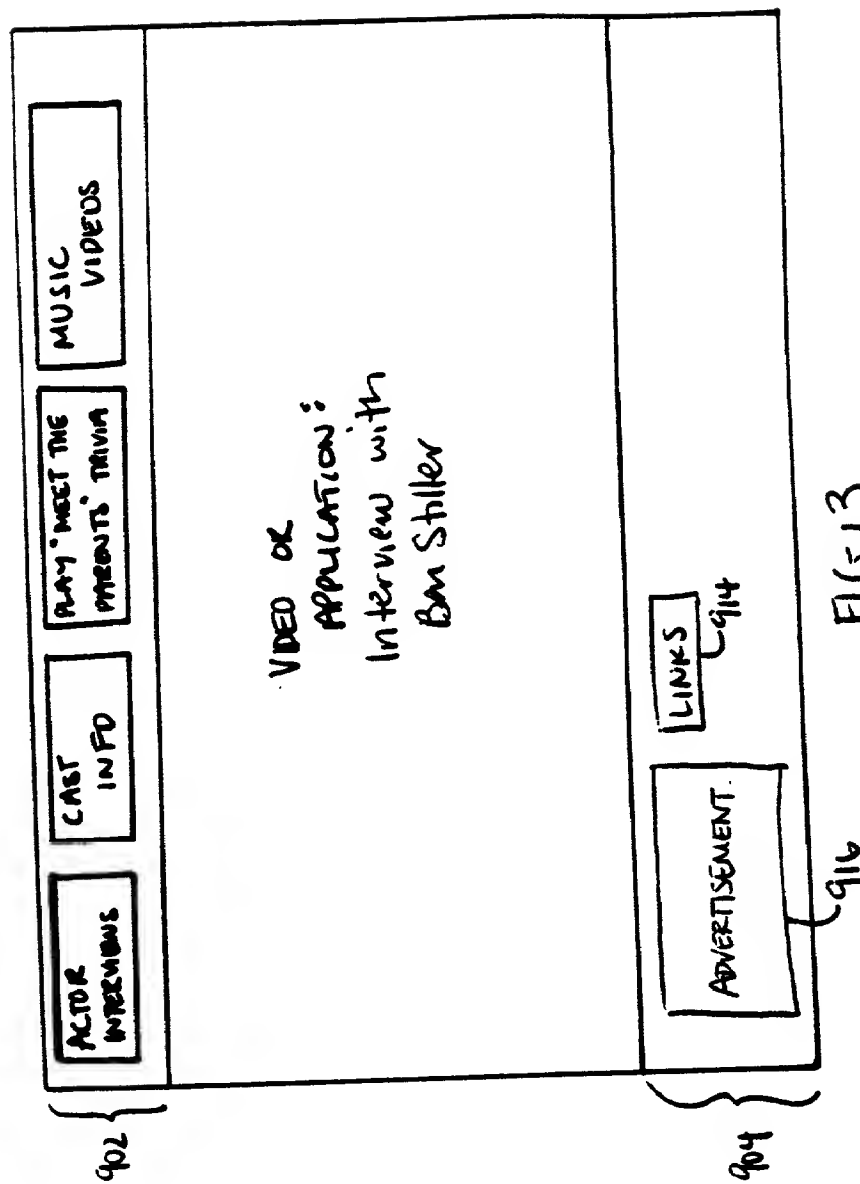 902
ACTOR
INTERVIEWS
CAST
INFO
PLAY "MEET THE
PARENTS" TRIVIA
MUSIC
VIDEOS
VIDEO OR
APPLICATION:
Interview with
Ben Stiller
904
ADVERTISEMENT.
916
LINKS
914
FIG 13